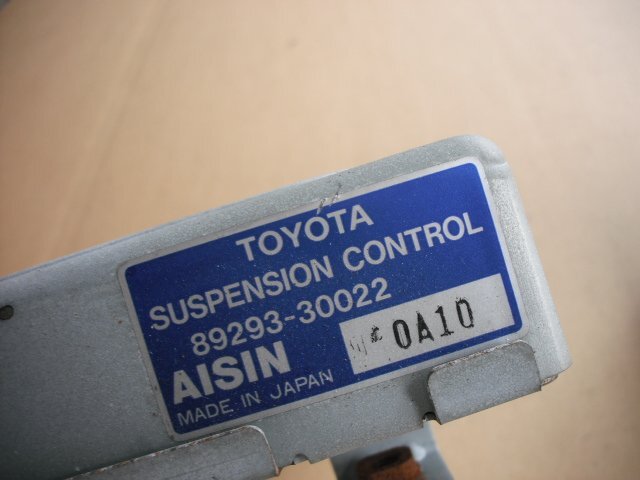 TOYOTA
SUSPENSION CONTROL
89293-30022
AISIN
0A10
MADE IN JAPAN